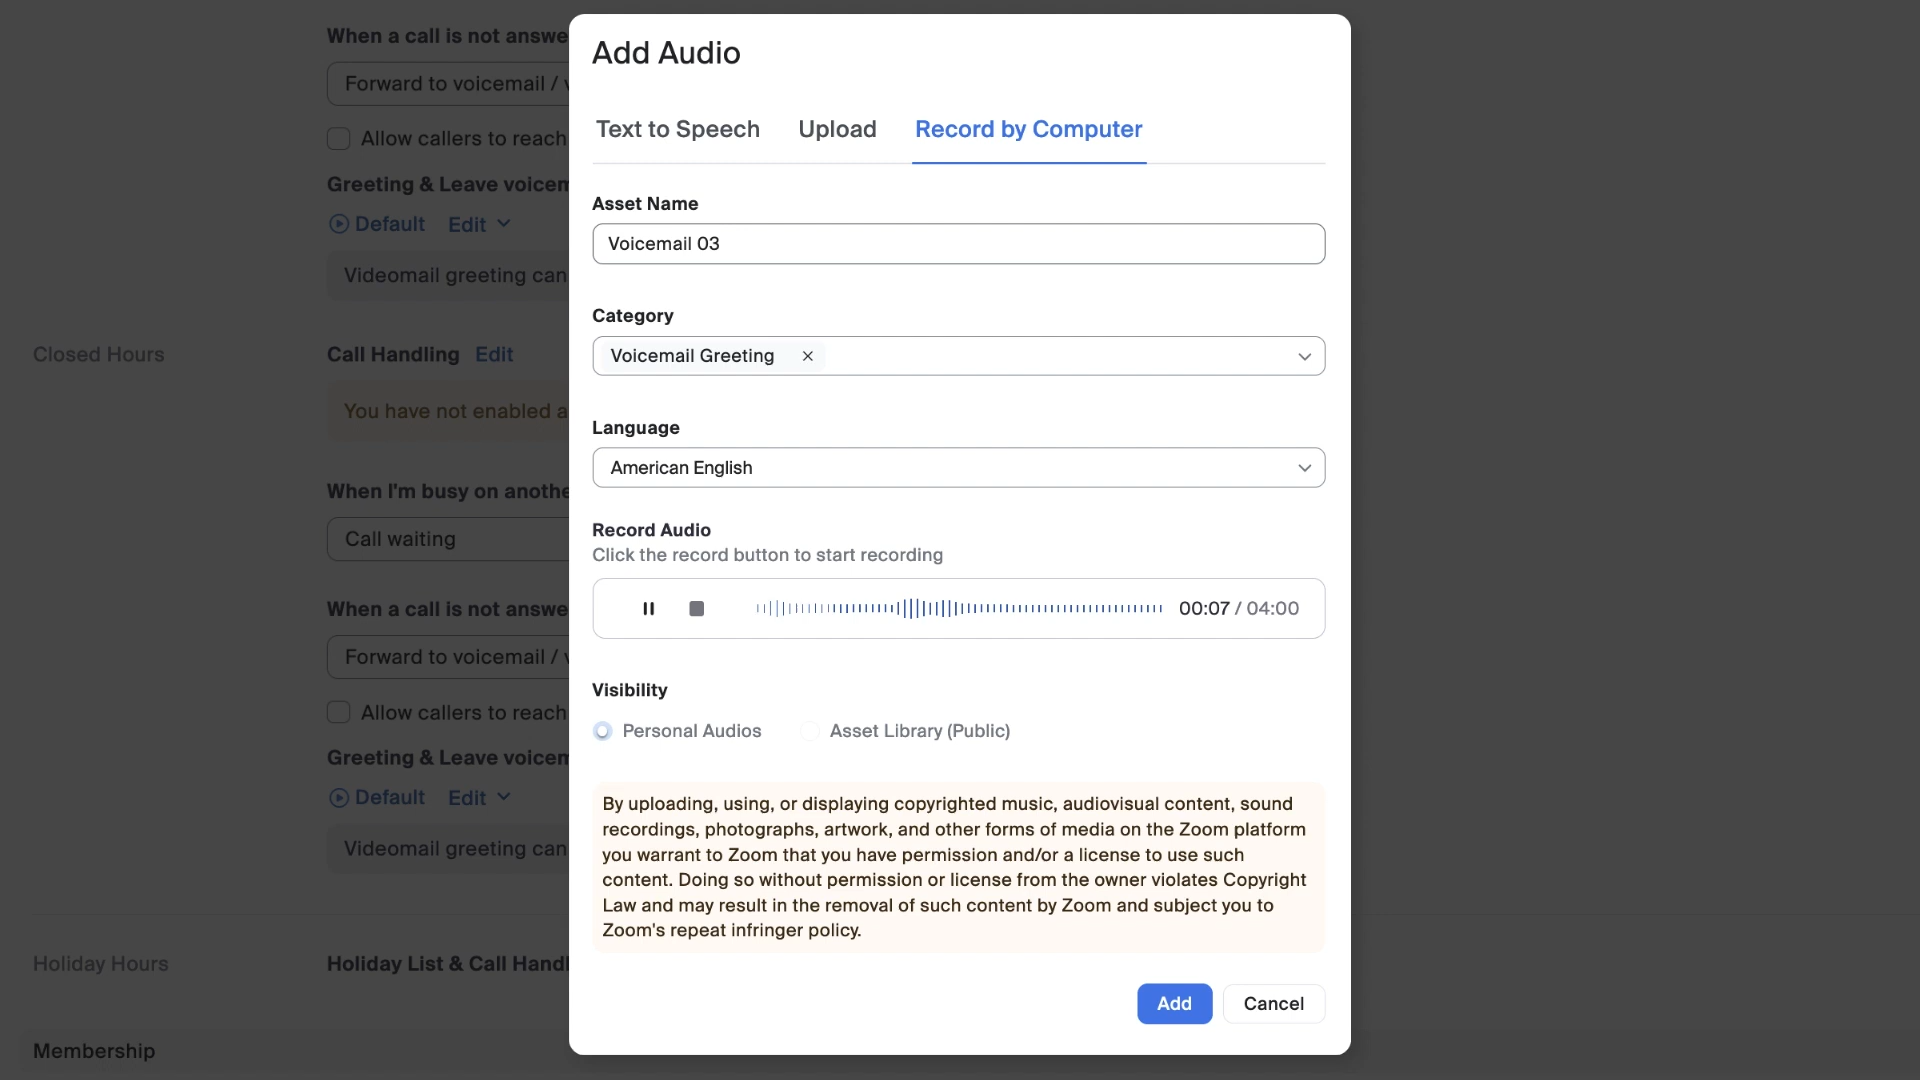 Add Audio
Text to Speech
Upload
Record by Computer
Asset Name
Voicemail 03
Category
Voicemail Greeting
Language
American English
Record Audio
Click the record button to start recording
00:07 / 04:00
Visibility
Personal Audios
Asset Library (Public)
By uploading, using, or displaying copyrighted music, audiovisual content, sound
recordings, photographs, artwork, and other forms of media on the Zoom platform
you warrant to Zoom that you have permission and/or a license to use such
content. Doing so without permission or license from the owner violates Copyright
Law and may result in the removal of such content by Zoom and subject you to
Zoom's repeat infringer policy.
Add
Cancel
When a call is not answe
Forward to voicemail /
Allow callers to reach
Greeting & Leave voicem
Default
Edit
Videomail greeting can
Closed Hours
Call Handling
Edit
You have not enabled a
When I'm busy on anothe
Call waiting
When a call is not answe
Forward to voicemail /
Allow callers to reach
Greeting & Leave voicem
Default
Edit
Videomail greeting can
Holiday Hours
Holiday List & Call Handl
Membership